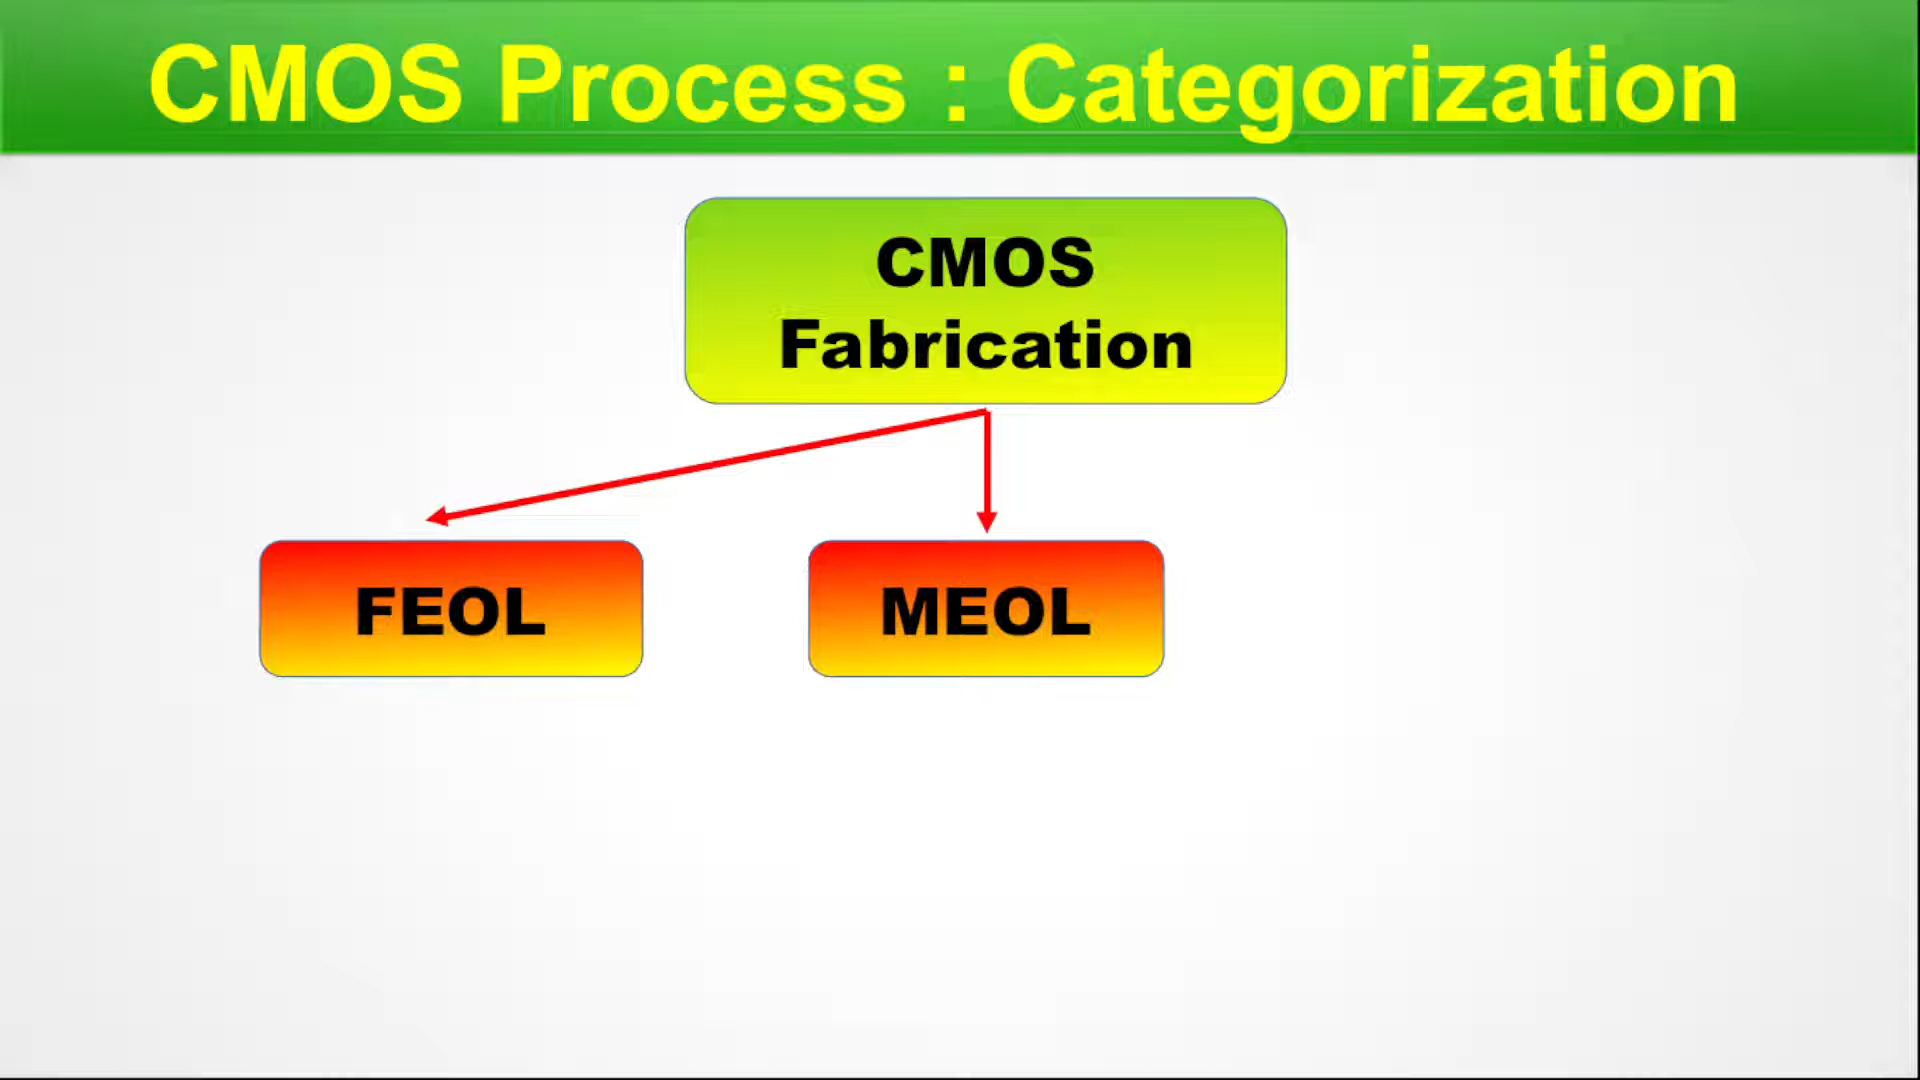 CMOS Process : Categorization
CMOS
Fabrication
FEOL
MEOL